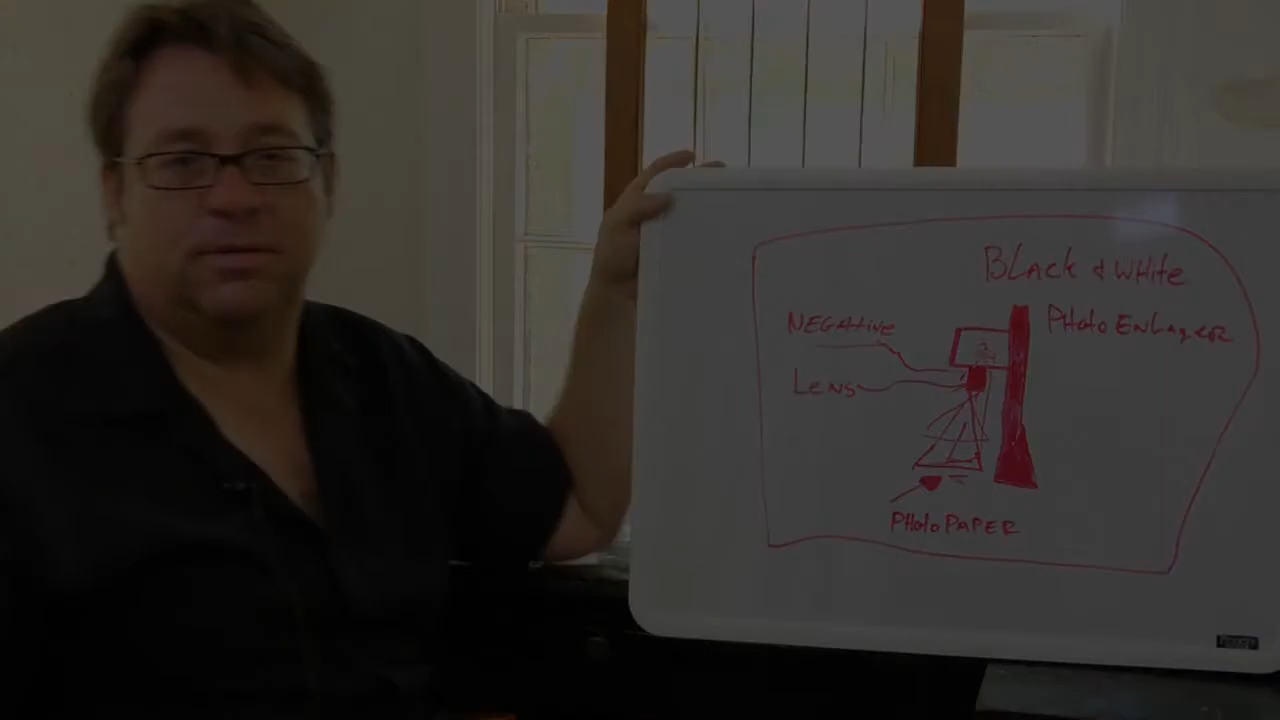 BLack & WHite
PHoto ENLAgER
NEGAtive
LeNS
PHoto PAPER